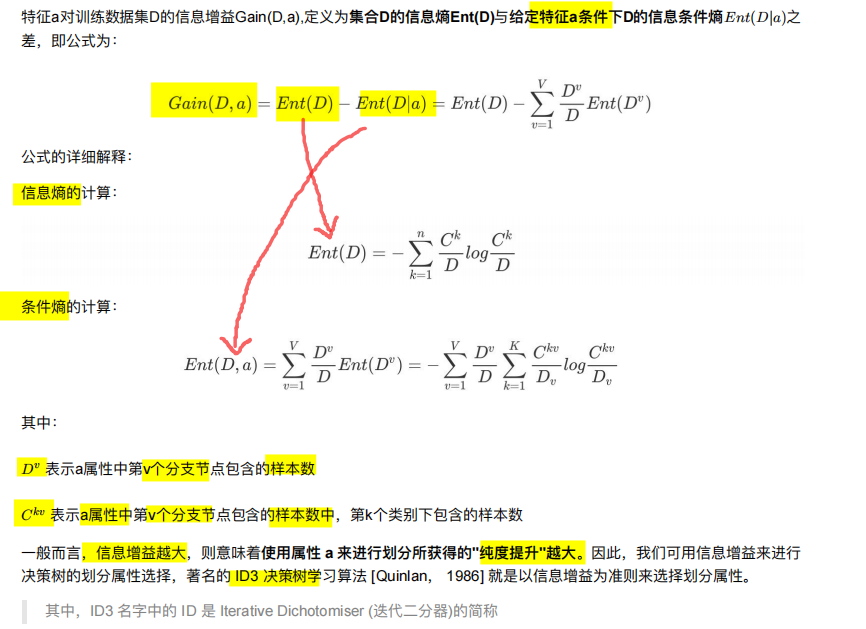 特征a对训练数据集D的信息增益Gain(D,a),定义为集合D的信息熵Ent(D)与给定特征a条件下D的信息条件熵Ent(D|a)之
差，即公式为：
Gain(D, a) = Ent(D) − Ent(D|a) = Ent(D) − ∑_{v=1}^{V} \frac{D^v}{D} Ent(D^v)
公式的详细解释：
信息熵的计算：
Ent(D) = − ∑_{k=1}^{n} \frac{C^k}{D} log \frac{C^k}{D}
条件熵的计算：
Ent(D, a) = ∑_{v=1}^{V} \frac{D^v}{D} Ent(D^v) = − ∑_{v=1}^{V} \frac{D^v}{D} ∑_{k=1}^{K} \frac{C^{kv}}{D_v} log \frac{C^{kv}}{D_v}
其中：
D^v 表示a属性中第v个分支节点包含的样本数
C^{kv} 表示a属性中第v个分支节点包含的样本数中，第k个类别下包含的样本数
一般而言，信息增益越大，则意味着使用属性 a 来进行划分所获得的"纯度提升"越大。因此，我们可用信息增益来进行
决策树的划分属性选择，著名的 ID3 决策树学习算法 [Quinlan， 1986] 就是以信息增益为准则来选择划分属性。
其中，ID3 名字中的 ID 是 Iterative Dichotomiser (迭代二分器)的简称